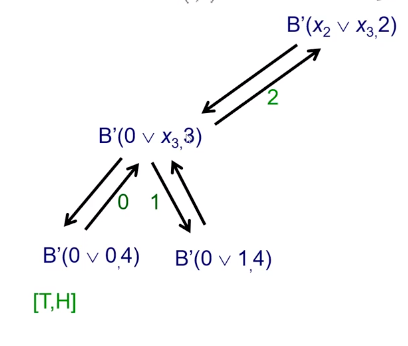 B’(x₂ ∨ x₃,2)
2
B’(0 ∨ x₃,3)
0 1
B’(0 ∨ 0,4) B’(0 ∨ 1,4)
[T,H]